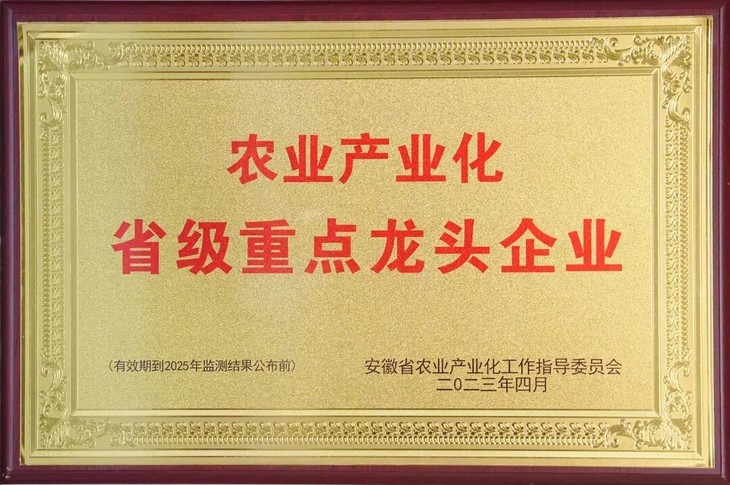 农业产业化
省级重点龙头企业
（有效期到2025年监测结果公布前）
安徽省农业产业化工作指导委员会
二〇二三年四月